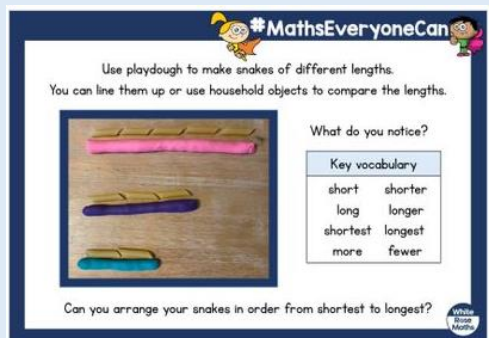 #MathsEveryoneCan
Use playdough to make snakes of different lengths.
You can line them up or use household objects to compare the lengths.
What do you notice?
Key vocabulary
short shorter
long longer
shortest longest
more fewer
Can you arrange your snakes in order from shortest to longest?
White
Rose
Maths